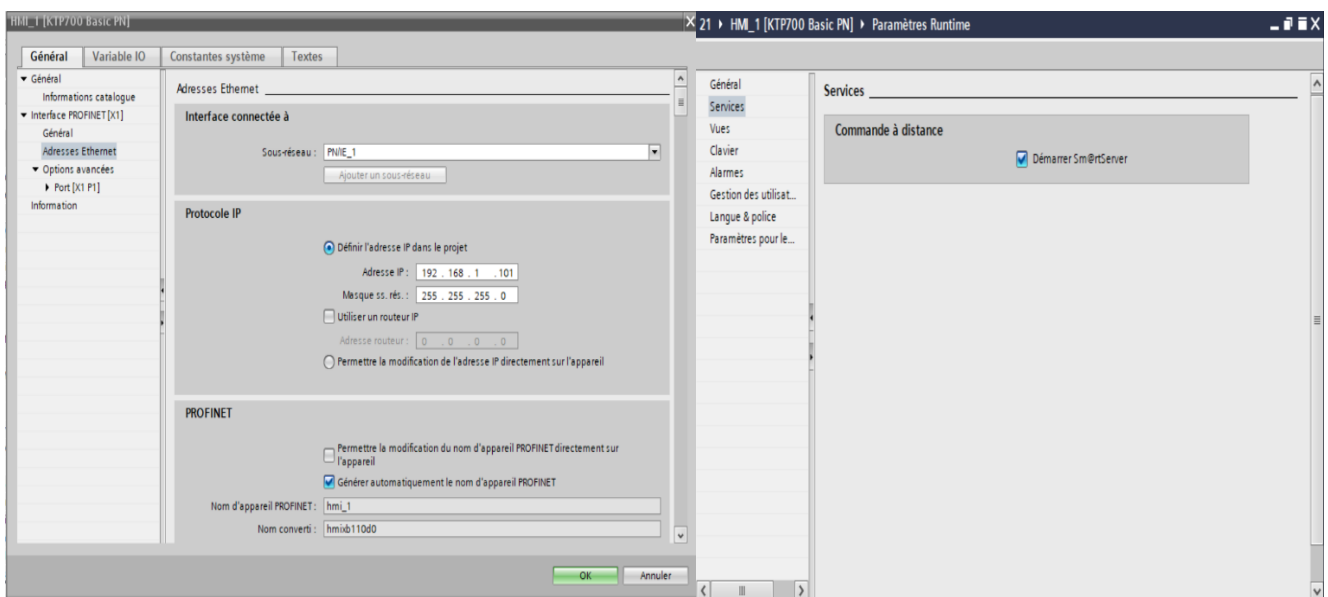 HMI_1 [KTP700 Basic PN]
Général
Variable IO
Constantes système
Textes
Général
Informations catalogue
Interface PROFINET [X1]
Général
Adresses Ethernet
Options avancées
Port [X1 P1]
Information
Adresses Ethernet
Interface connectée à
Sous-réseau : PN/IE_1
Ajouter un sous-réseau
Protocole IP
Définir l'adresse IP dans le projet
Adresse IP : 192 . 168 . 1 . 101
Masque ss. rés. : 255 . 255 . 255 . 0
Utiliser un routeur IP
Adresse routeur : 0 . 0 . 0 . 0
Permettre la modification de l'adresse IP directement sur l'appareil
PROFINET
Permettre la modification du nom d'appareil PROFINET directement sur
l'appareil
Générer automatiquement le nom d'appareil PROFINET
Nom d'appareil PROFINET : hmi_1
Nom converti : hmixb110d0
OK
Annuler
21 ▸ HMI_1 [KTP700 Basic PN] ▸ Paramètres Runtime
Général
Services
Vues
Clavier
Alarmes
Gestion des utilisat...
Langue & police
Paramètres pour le...
Services
Commande à distance
Démarrer Sm@rtServer